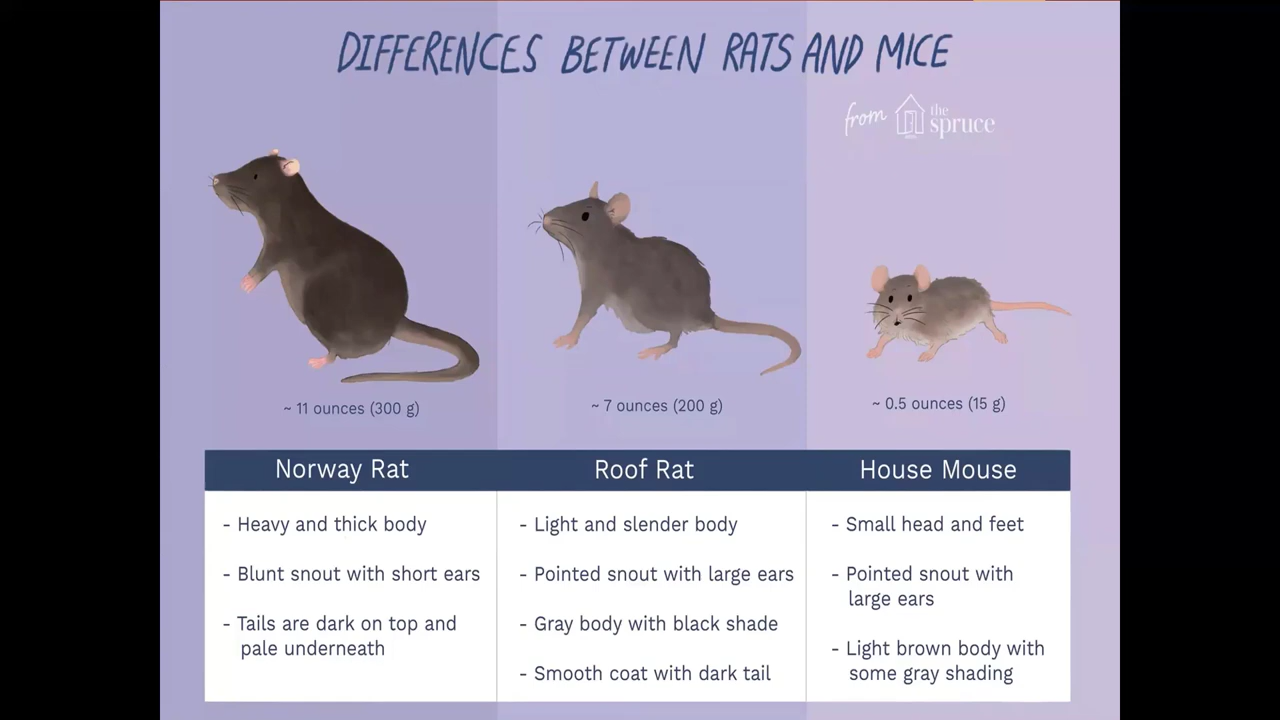 DIFFERENCES BETWEEN RATS AND MICE
from the spruce
~ 11 ounces (300 g)
~ 7 ounces (200 g)
~ 0.5 ounces (15 g)
Norway Rat
- Heavy and thick body
- Blunt snout with short ears
- Tails are dark on top and
pale underneath
Roof Rat
- Light and slender body
- Pointed snout with large ears
- Gray body with black shade
- Smooth coat with dark tail
House Mouse
- Small head and feet
- Pointed snout with
large ears
- Light brown body with
some gray shading